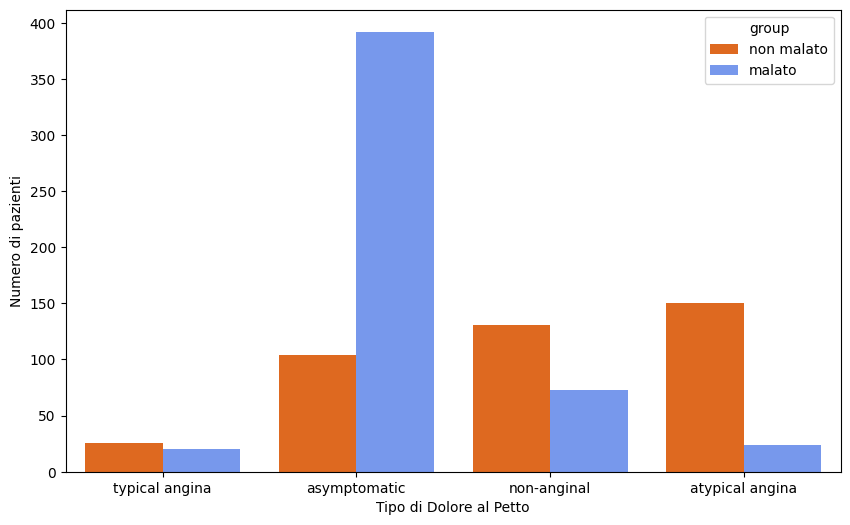 group
non malato
malato
Numero di pazienti
400
350
300
250
200
150
100
50
0
typical angina
asymptomatic
non-anginal
atypical angina
Tipo di Dolore al Petto